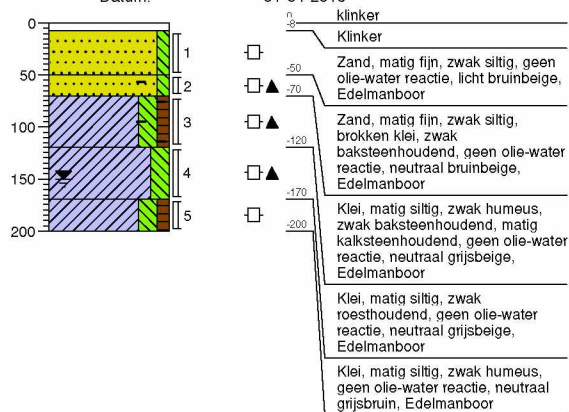 0
50
100
150
200
1
2
3
4
5
0
-8
-50
-70
-120
-170
-200
klinker
Klinker
Zand, matig fijn, zwak siltig, geen
olie-water reactie, licht bruinbeige,
Edelmanboor
Zand, matig fijn, zwak siltig,
brokken klei, zwak
baksteenhoudend, geen olie-water
reactie, neutraal bruinbeige,
Edelmanboor
Klei, matig siltig, zwak humeus,
zwak baksteenhoudend, matig
kalksteenhoudend, geen olie-water
reactie, neutraal grijsbeige,
Edelmanboor
Klei, matig siltig, zwak
roesthoudend, geen olie-water
reactie, neutraal grijsbeige,
Edelmanboor
Klei, matig siltig, zwak humeus,
geen olie-water reactie, neutraal
grijsbruin, Edelmanboor